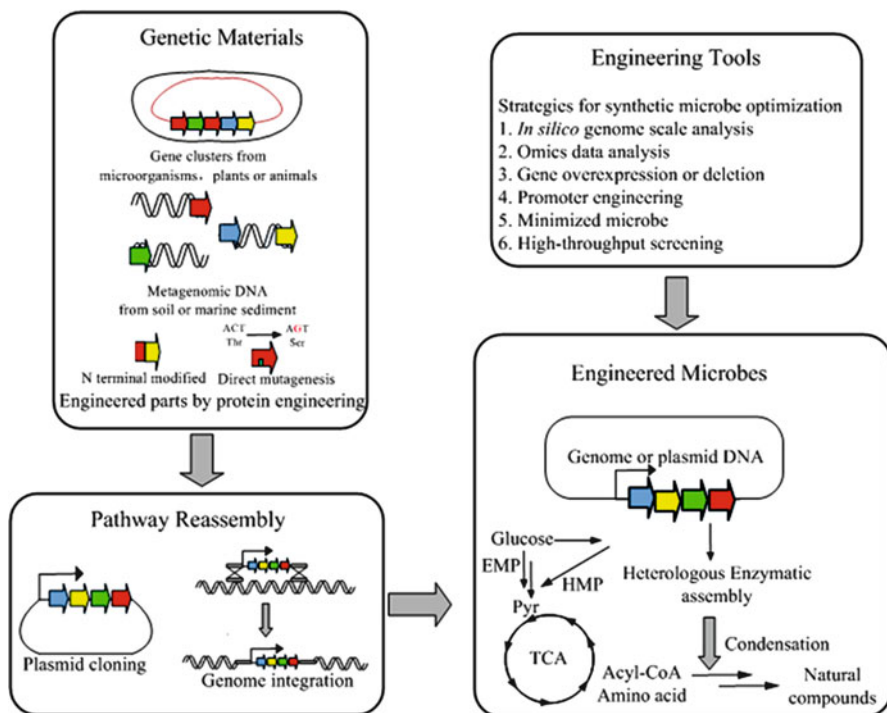 Genetic Materials
Gene clusters from
microorganisms, plants or animals
Metagenomic DNA
from soil or marine sediment
ACT
AGT
Thr
Ser
N terminal modified
Direct mutagenesis
Engineered parts by protein engineering
Pathway Reassembly
Plasmid cloning
Genome integration
Engineering Tools
Strategies for synthetic microbe optimization
1. In silico genome scale analysis
2. Omics data analysis
3. Gene overexpression or deletion
4. Promoter engineering
5. Minimized microbe
6. High-throughput screening
Engineered Microbes
Genome or plasmid DNA
Glucose
EMP
HMP
Pyr
TCA
Heterologous Enzymatic
assembly
Condensation
Acyl-CoA
Amino acid
Natural
compounds